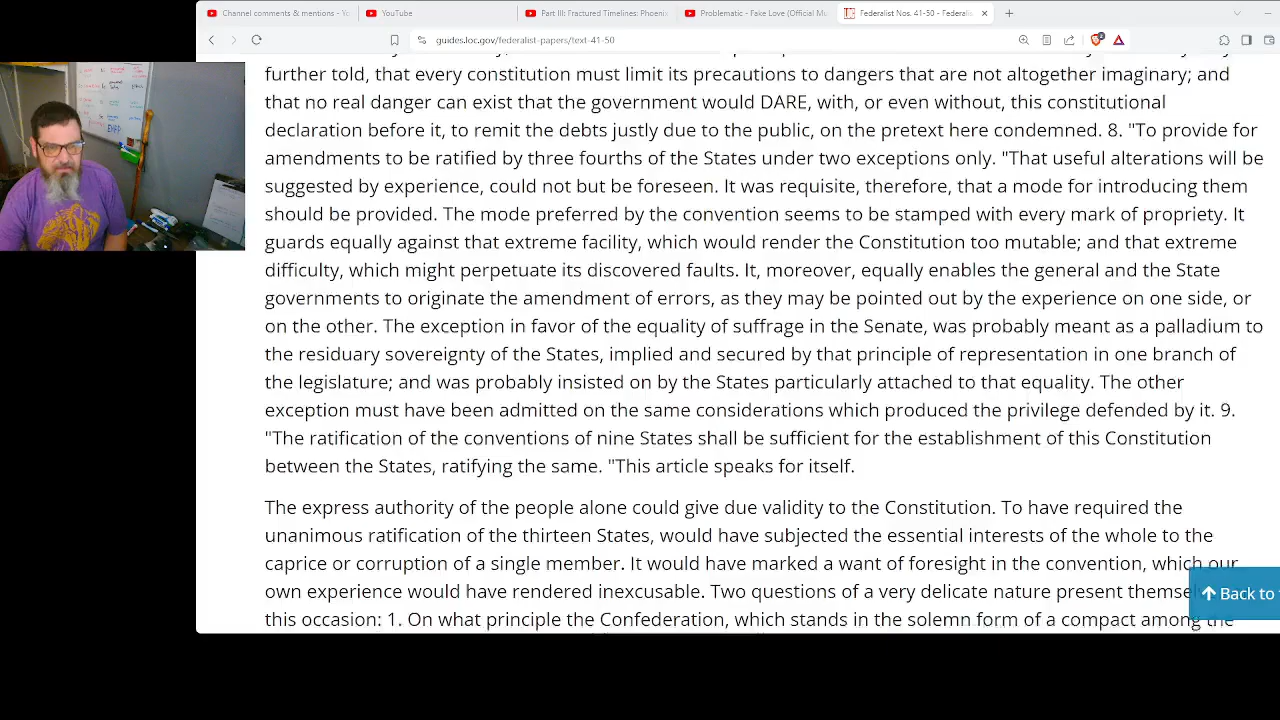 Channel comments & mentions - Yo
YouTube
Part III: Fractured Timelines: Phoenix
Problematic - Fake Love (Official Mu
Federalist Nos. 41-50 - Federali
guides.loc.gov/federalist-papers/text-41-50
further told, that every constitution must limit its precautions to dangers that are not altogether imaginary; and
that no real danger can exist that the government would DARE, with, or even without, this constitutional
declaration before it, to remit the debts justly due to the public, on the pretext here condemned. 8. "To provide for
amendments to be ratified by three fourths of the States under two exceptions only. "That useful alterations will be
suggested by experience, could not but be foreseen. It was requisite, therefore, that a mode for introducing them
should be provided. The mode preferred by the convention seems to be stamped with every mark of propriety. It
guards equally against that extreme facility, which would render the Constitution too mutable; and that extreme
difficulty, which might perpetuate its discovered faults. It, moreover, equally enables the general and the State
governments to originate the amendment of errors, as they may be pointed out by the experience on one side, or
on the other. The exception in favor of the equality of suffrage in the Senate, was probably meant as a palladium to
the residuary sovereignty of the States, implied and secured by that principle of representation in one branch of
the legislature; and was probably insisted on by the States particularly attached to that equality. The other
exception must have been admitted on the same considerations which produced the privilege defended by it. 9.
"The ratification of the conventions of nine States shall be sufficient for the establishment of this Constitution
between the States, ratifying the same. "This article speaks for itself.
The express authority of the people alone could give due validity to the Constitution. To have required the
unanimous ratification of the thirteen States, would have subjected the essential interests of the whole to the
caprice or corruption of a single member. It would have marked a want of foresight in the convention, which our
own experience would have rendered inexcusable. Two questions of a very delicate nature present themse
this occasion: 1. On what principle the Confederation, which stands in the solemn form of a compact among the
Back to